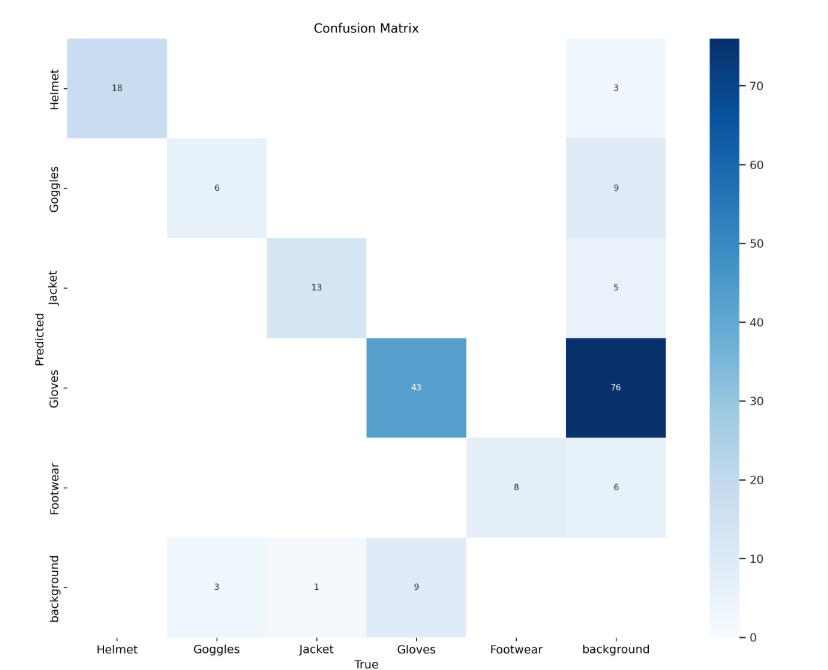 Confusion Matrix
Helmet
18
3
70
Goggles
6
9
60
50
Jacket
13
5
40
Predicted
Gloves
43
76
30
20
Footwear
8
6
10
background
3
1
9
0
Helmet Goggles Jacket Gloves Footwear background
True